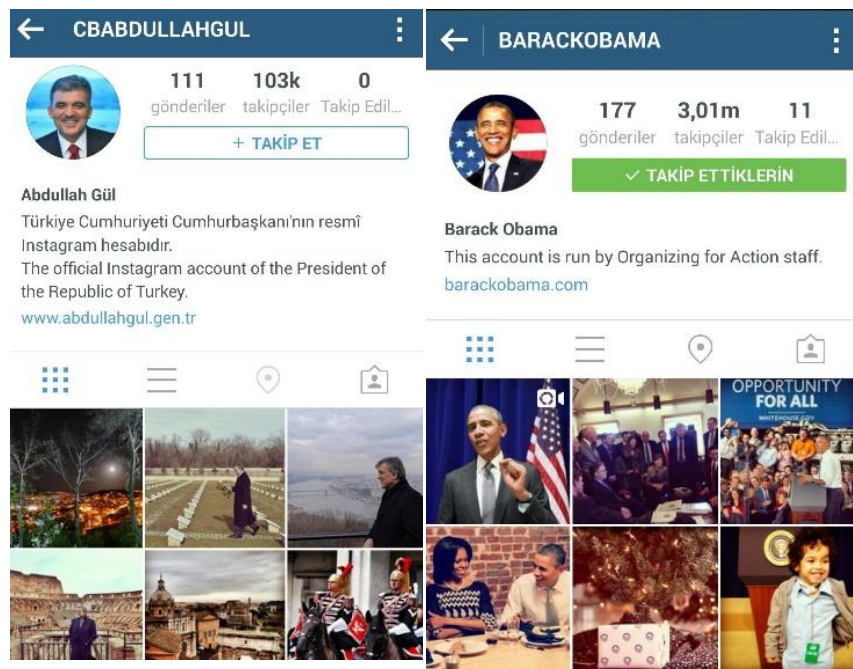 CBABDULLAHGUL
111 103k 0
gönderiler takipçiler Takip Edil...
+ TAKİP ET
Abdullah Gül
Türkiye Cumhuriyeti Cumhurbaşkanı'nın resmî
Instagram hesabıdır.
The official Instagram account of the President of
the Republic of Turkey.
www.abdullahgul.gen.tr
BARACKOBAMA
177 3,01m 11
gönderiler takipçiler Takip Edil...
✓ TAKİP ETTİKLERİN
Barack Obama
This account is run by Organizing for Action staff.
barackobama.com
OPPORTUNITY
FOR ALL
WHITEHOUSE.GOV